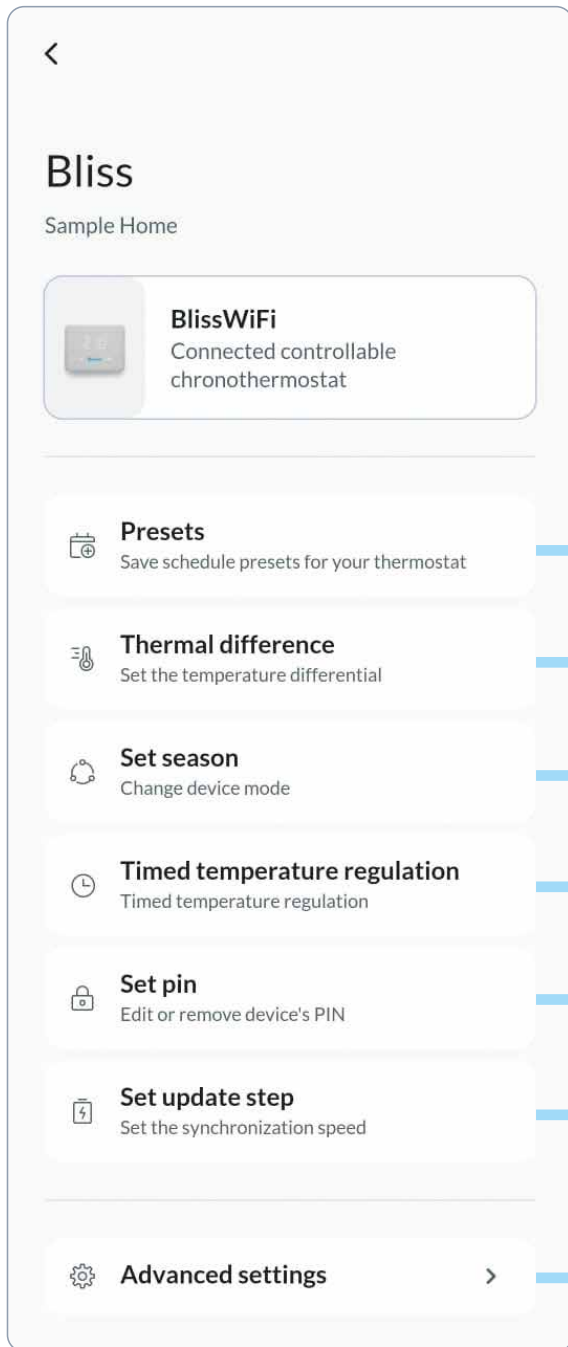 Bliss
Sample Home
BlissWiFi
Connected controllable
chronothermostat
Presets
Save schedule presets for your thermostat
Thermal difference
Set the temperature differential
Set season
Change device mode
Timed temperature regulation
Timed temperature regulation
Set pin
Edit or remove device's PIN
Set update step
Set the synchronization speed
Advanced settings